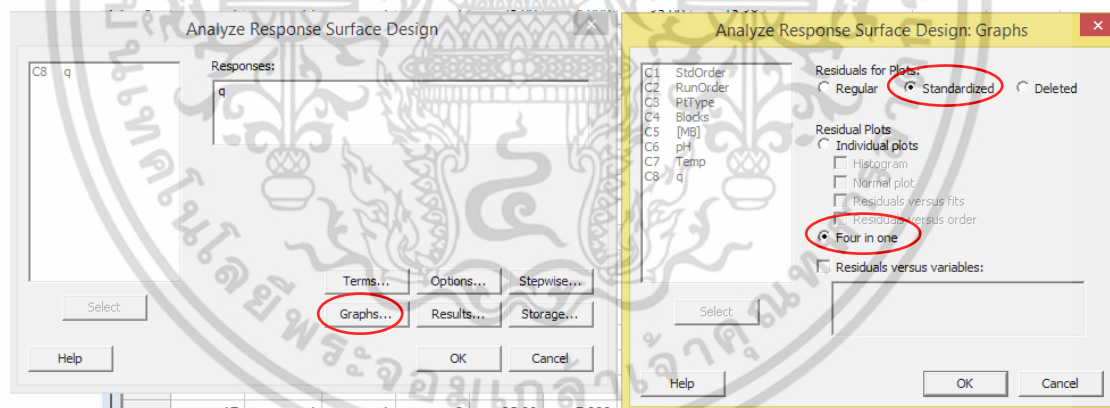 Analyze Response Surface Design
C8 q
Responses:
q
Terms...
Options...
Stepwise...
Select
Graphs...
Results...
Storage...
Help
OK
Cancel
Analyze Response Surface Design: Graphs
C1 StdOrder
C2 RunOrder
C3 PtType
C4 Blocks
C5 [MB]
C6 pH
C7 Temp
C8 q
Residuals for Plots:
Regular
Standardized
Deleted
Residual Plots
Individual plots
Histogram
Normal plot
Residuals versus fits
Residuals versus order
Four in one
Residuals versus variables:
Select
Help
OK
Cancel